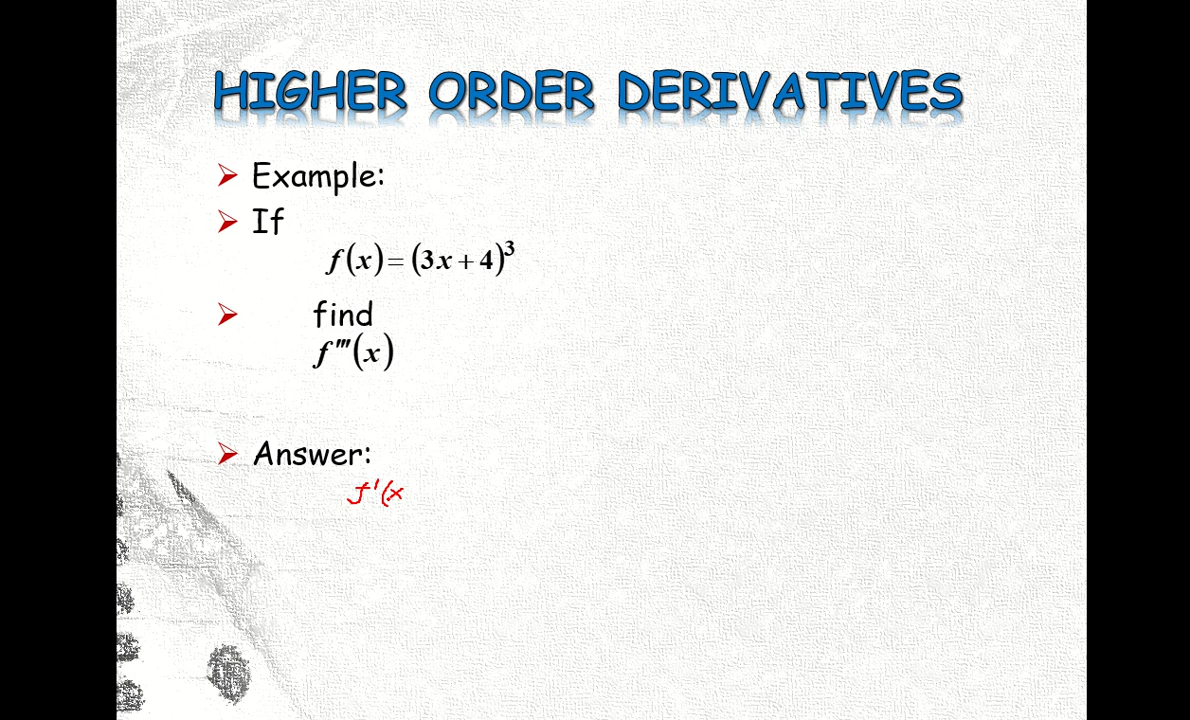 HIGHER ORDER DERIVATIVES
Example:
If
f(x)=(3x+4)³
find
f'''(x)
Answer:
f'(x